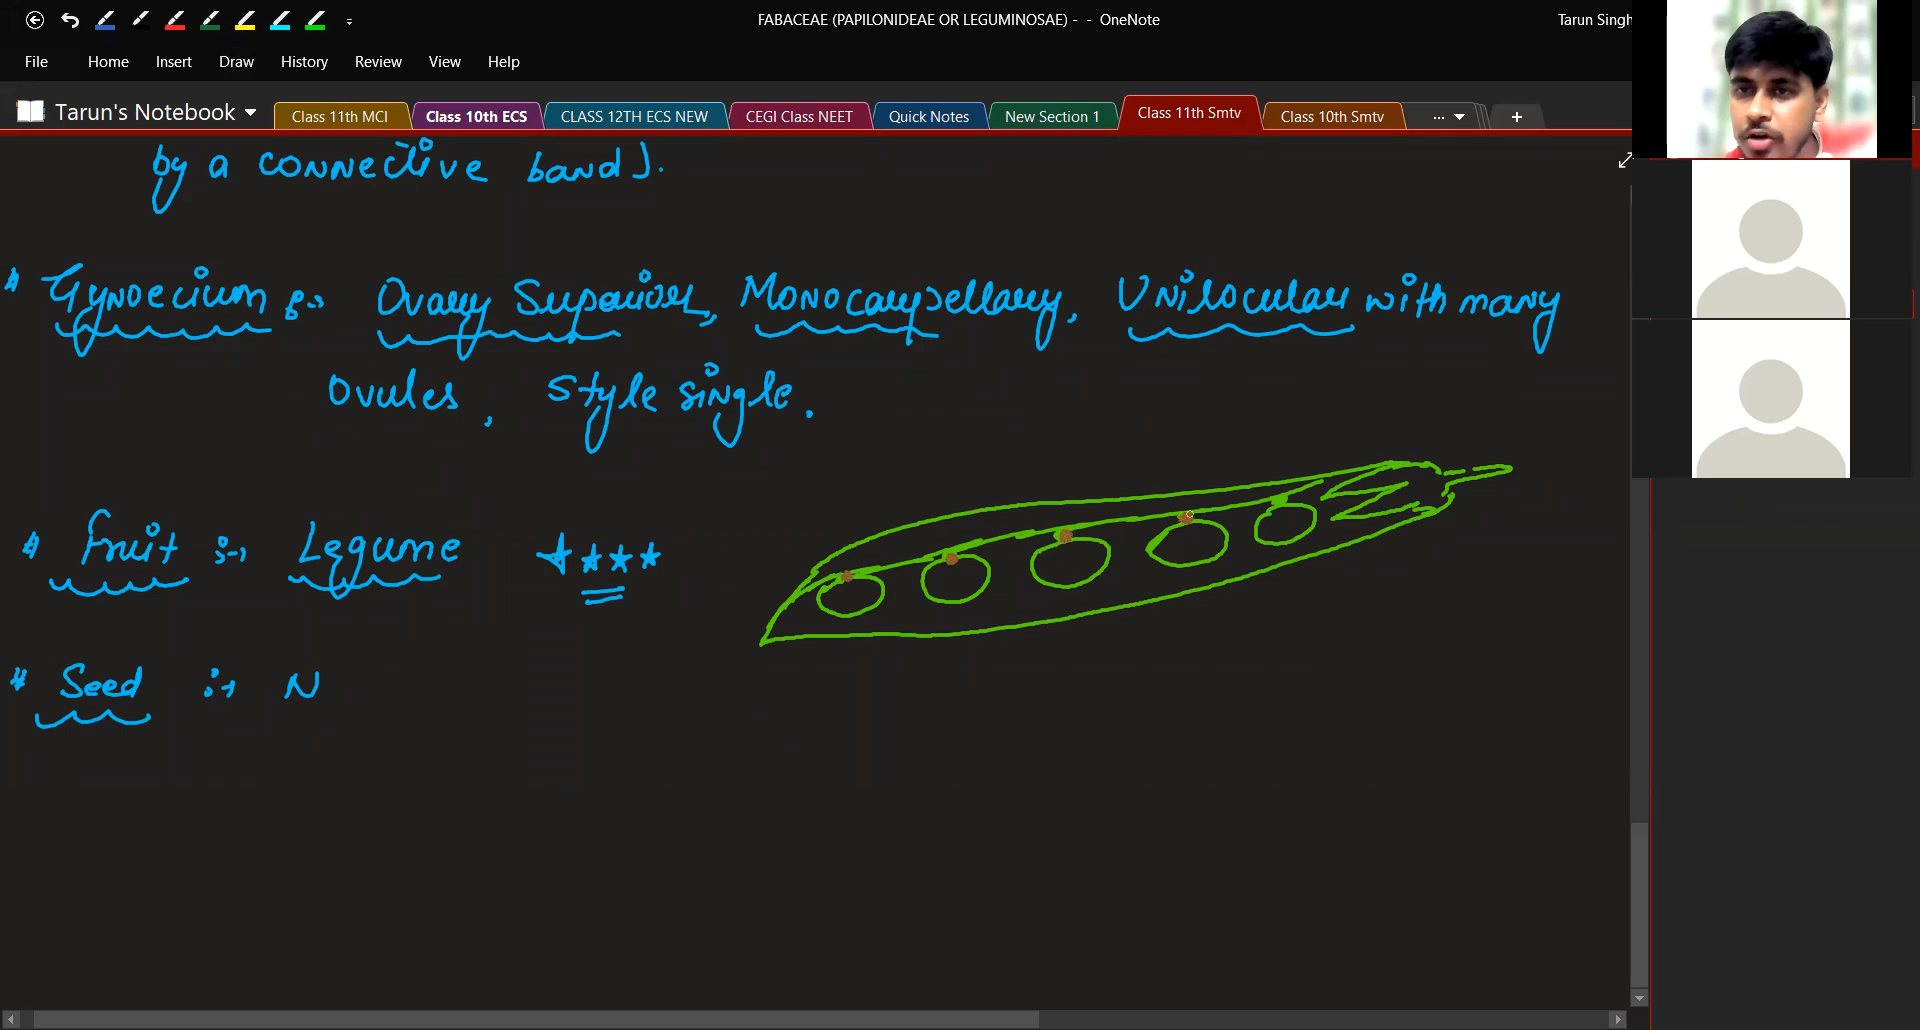 FABACEAE (PAPILONIDEAE OR LEGUMINOSAE) - - OneNote
Tarun Singh
File Home Insert Draw History Review View Help
Tarun's Notebook
Class 11th MCI
Class 10th ECS
CLASS 12TH ECS NEW
CEGI Class NEET
Quick Notes
New Section 1
Class 11th Smtv
Class 10th Smtv
...
+
by a connective band).
* Gynoecium :- Ovary Superior, Monocarpellary, Unilocular with many
Ovules, Style single.
* Fruit :- Legume ****
* Seed :- N